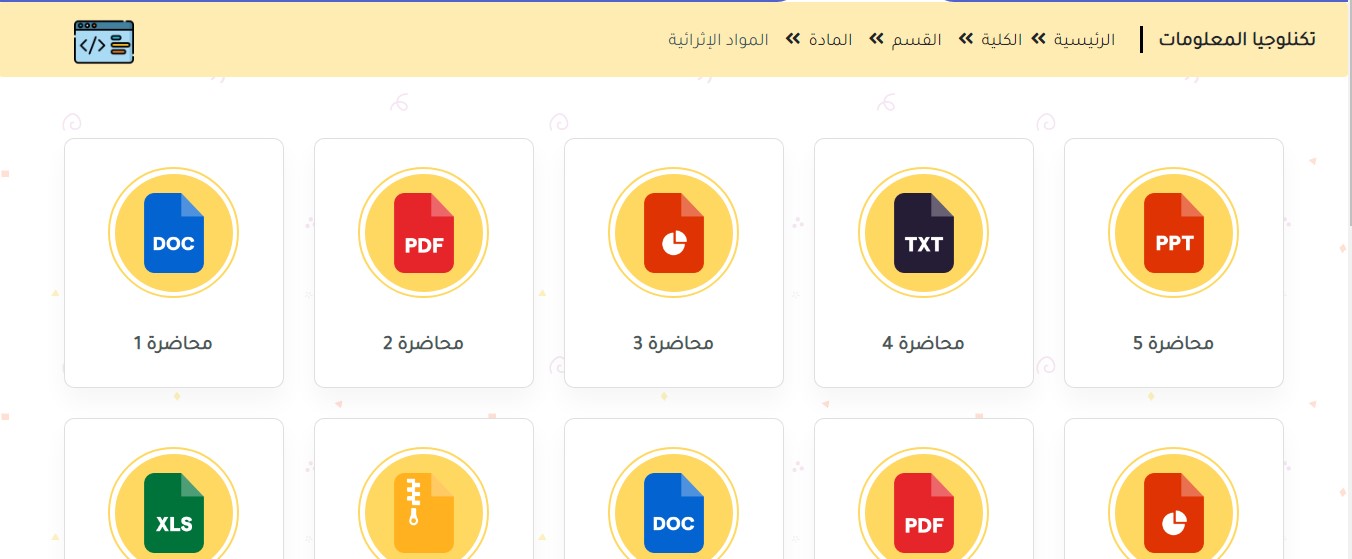 تكنلوجيا المعلومات
الرئيسية
الكلية
القسم
المادة
المواد الإثرائية
</>
DOC
PDF
TXT
PPT
محاضرة 1
محاضرة 2
محاضرة 3
محاضرة 4
محاضرة 5
XLS
DOC
PDF